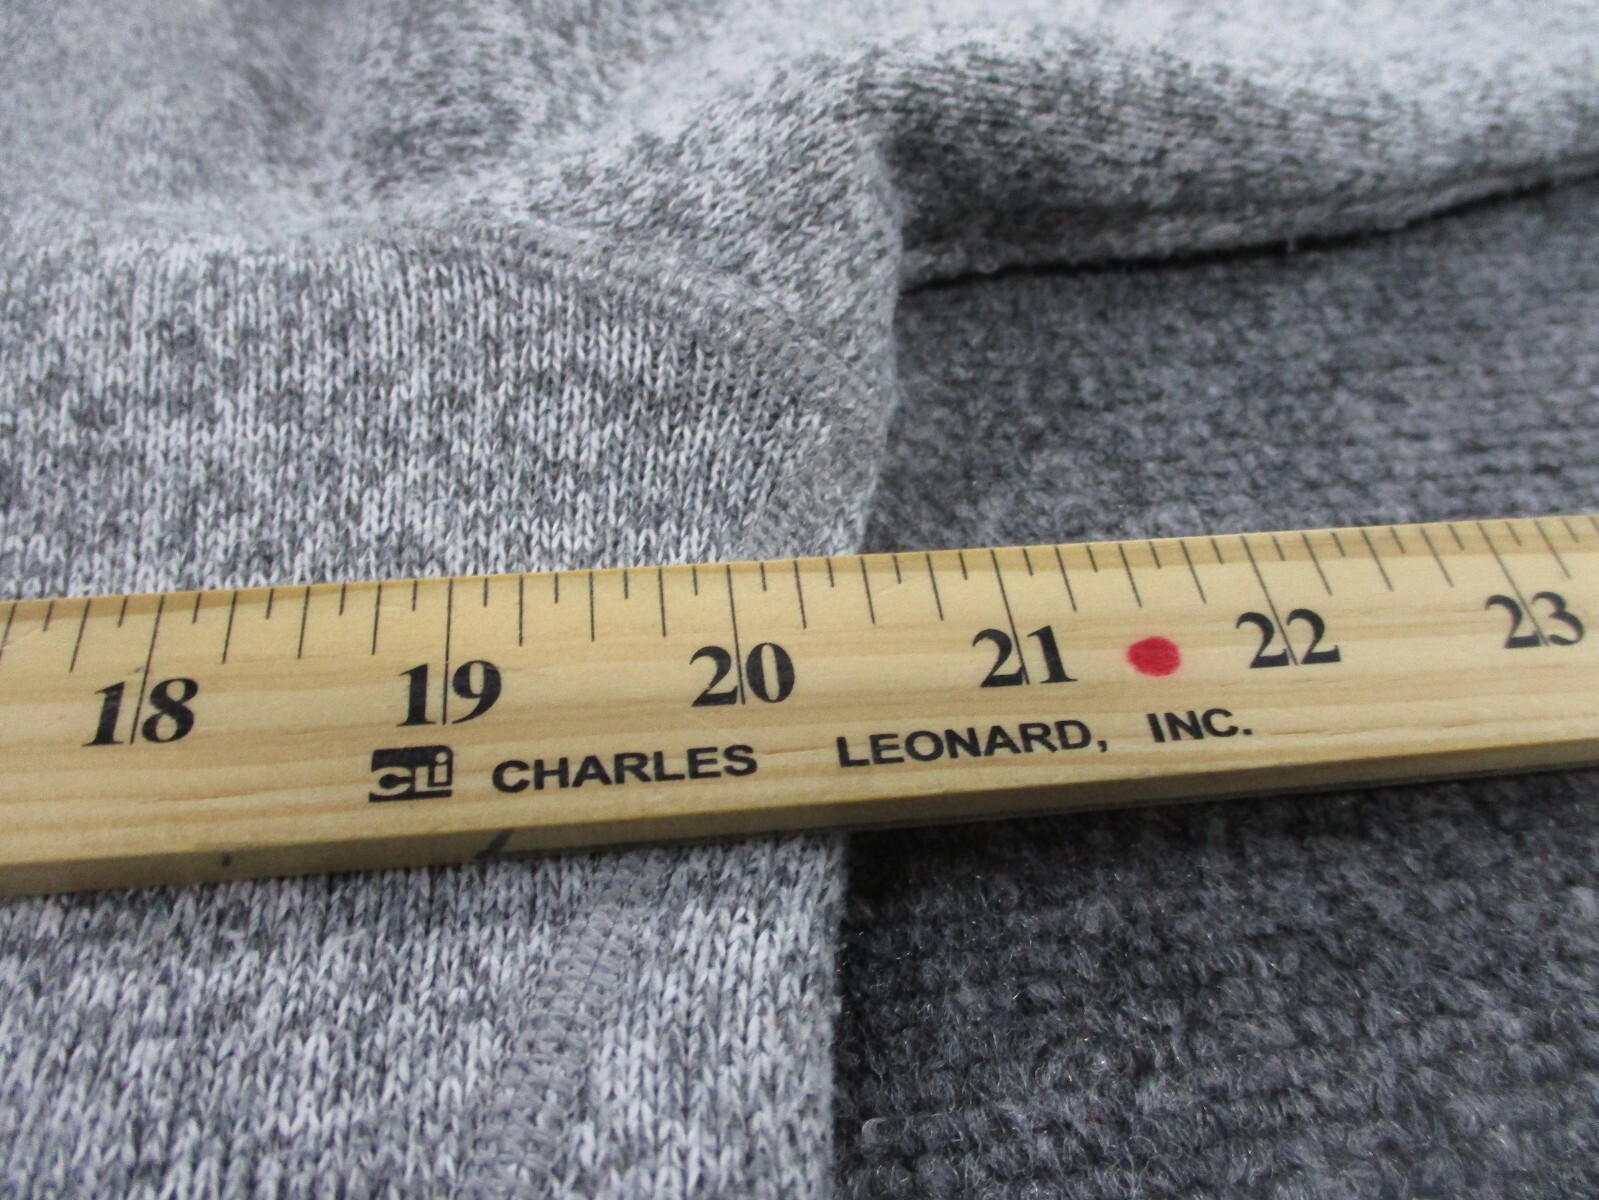 18 19 20 21 22 23
CLi CHARLES LEONARD, INC.